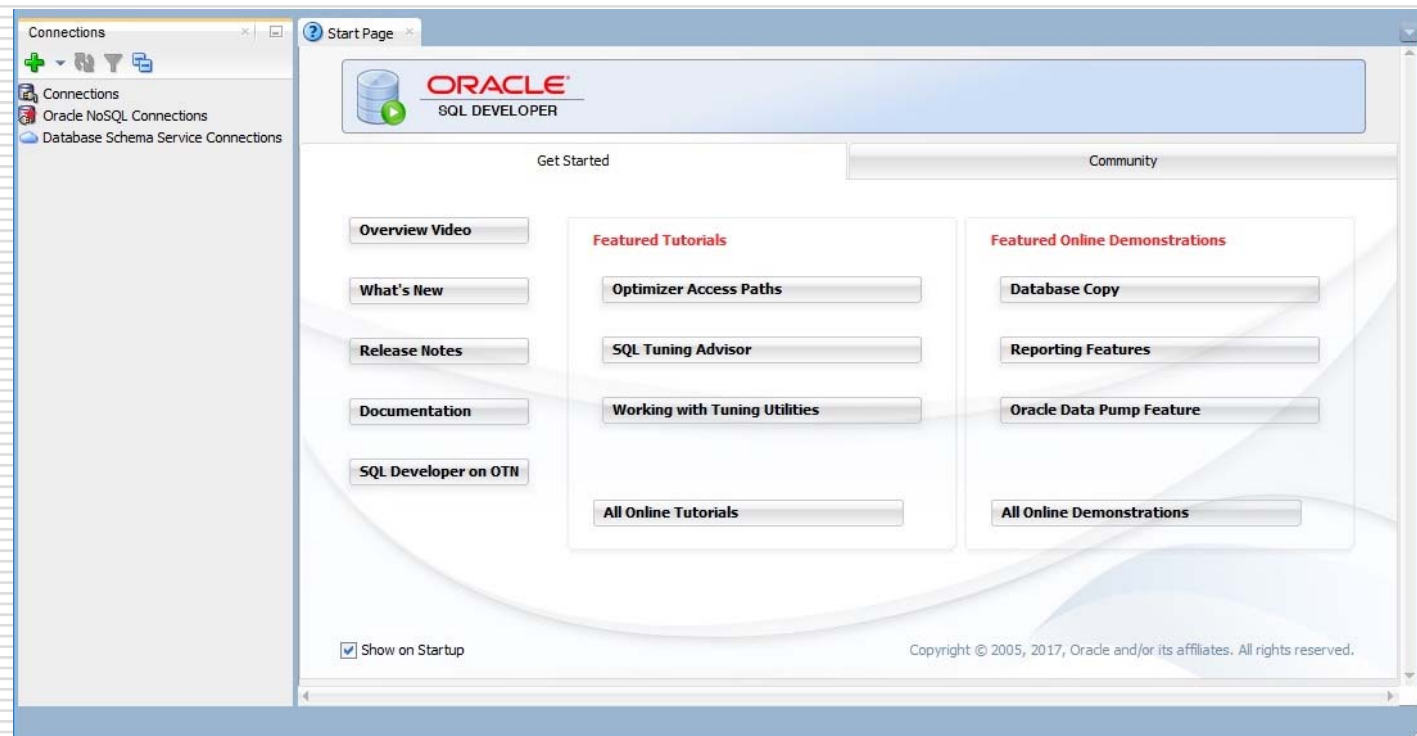 Connections
Start Page
Connections
Oracle NoSQL Connections
Database Schema Service Connections
ORACLE
SQL DEVELOPER
Get Started
Community
Overview Video
What's New
Release Notes
Documentation
SQL Developer on OTN
Featured Tutorials
Optimizer Access Paths
SQL Tuning Advisor
Working with Tuning Utilities
All Online Tutorials
Featured Online Demonstrations
Database Copy
Reporting Features
Oracle Data Pump Feature
All Online Demonstrations
Show on Startup
Copyright © 2005, 2017, Oracle and/or its affiliates. All rights reserved.